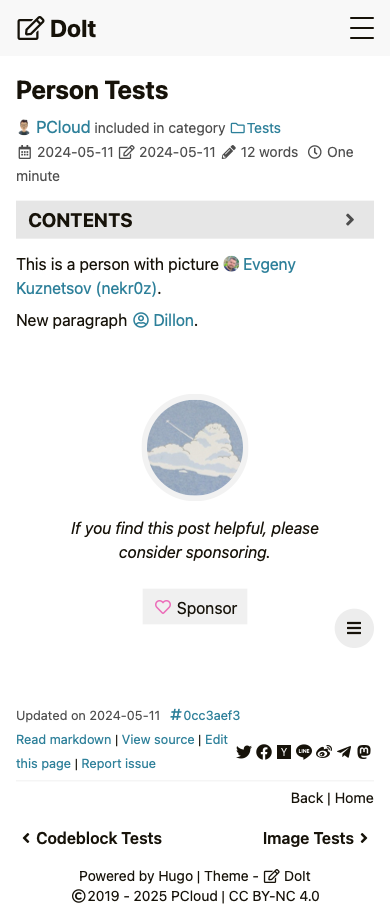 DoIt
Person Tests
PCloud included in category Tests
2024-05-11 2024-05-11 12 words One
minute
CONTENTS
This is a person with picture Evgeny
Kuznetsov (nekr0z).
New paragraph Dillon.
If you find this post helpful, please
consider sponsoring.
Sponsor
Updated on 2024-05-11 #0cc3aef3
Read markdown | View source | Edit
this page | Report issue
Back | Home
Codeblock Tests Image Tests
Powered by Hugo | Theme - DoIt
©2019 - 2025 PCloud | CC BY-NC 4.0